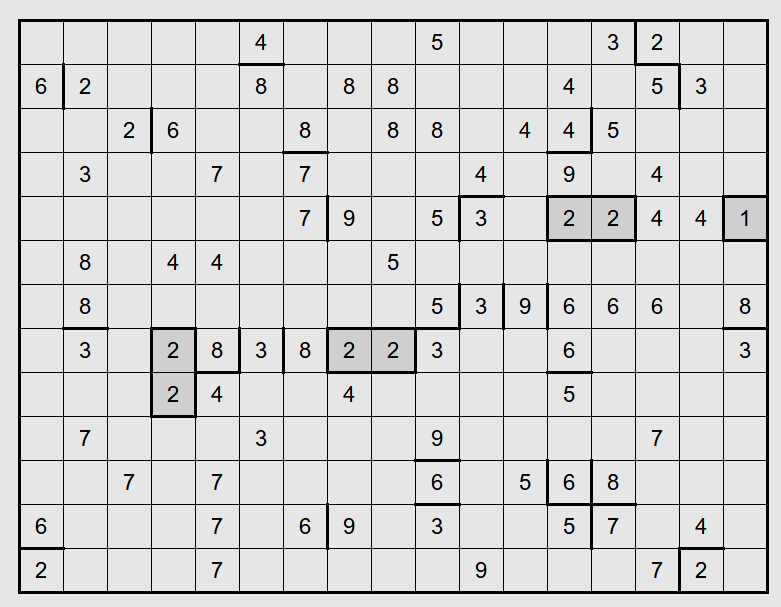 4 5 3 2
6 2 8 8 8 4 5 3
2 6 8 8 8 4 4 5
3 7 7 4 9 4
7 9 5 3 2 2 4 4 1
8 4 4 5
8 5 3 9 6 6 6 8
3 2 8 3 8 2 2 3 6 3
2 4 4 5
7 3 9 7
7 7 6 5 6 8
6 7 6 9 3 5 7 4
2 7 9 7 2